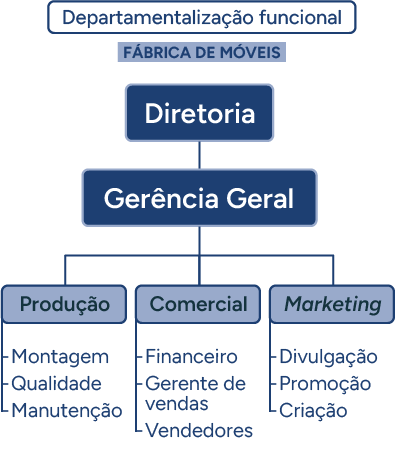 Departamentalização funcional
FÁBRICA DE MÓVEIS
Diretoria
Gerência Geral
Produção
Montagem
Qualidade
Manutenção
Comercial
Financeiro
Gerente de
vendas
Vendedores
Marketing
Divulgação
Promoção
Criação